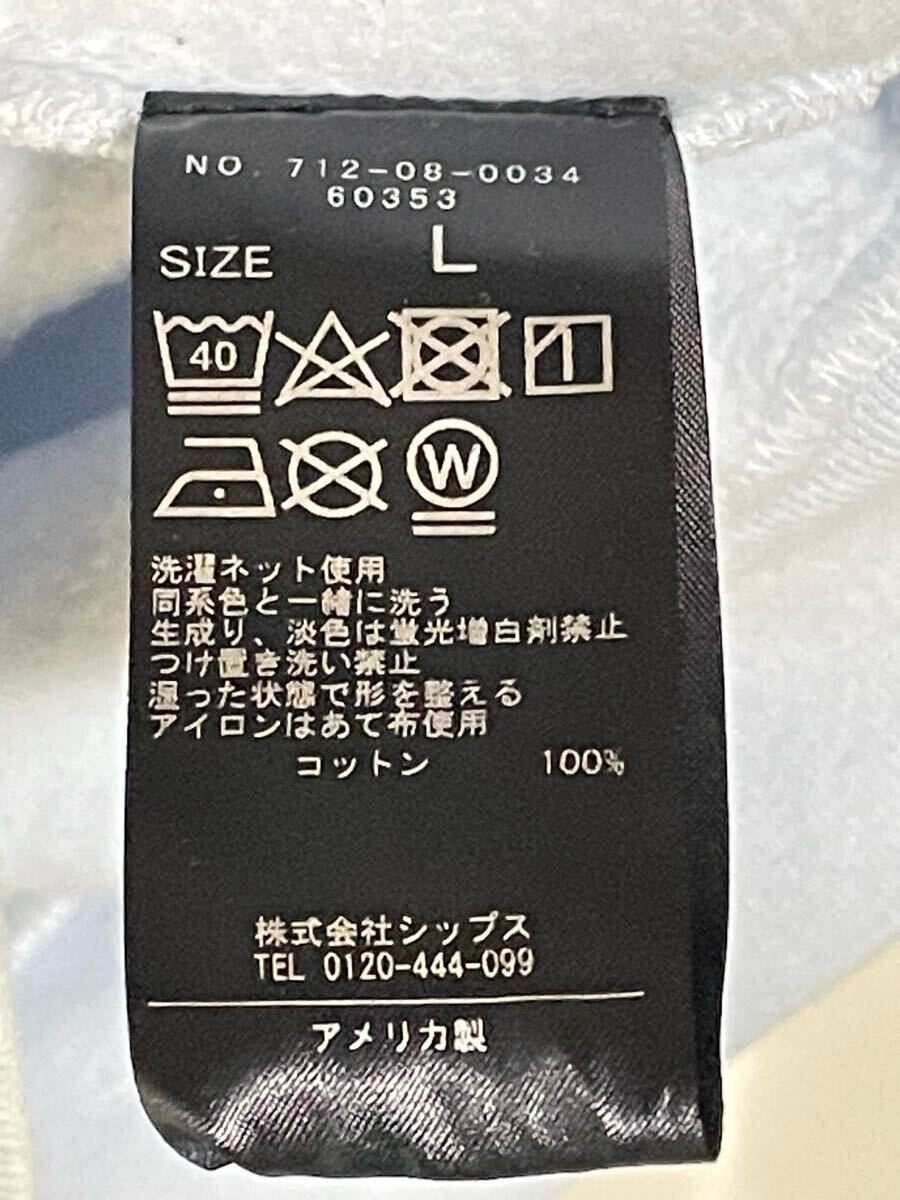 NO. 712-08-0034
60353
SIZE L
40
W
洗濯ネット使用
同系色と一緒に洗う
生成り、淡色は蛍光増白剤禁止
つけ置き洗い禁止
湿った状態で形を整える
アイロンはあて布使用
コットン 100%
株式会社シップス
TEL 0120-444-099
アメリカ製